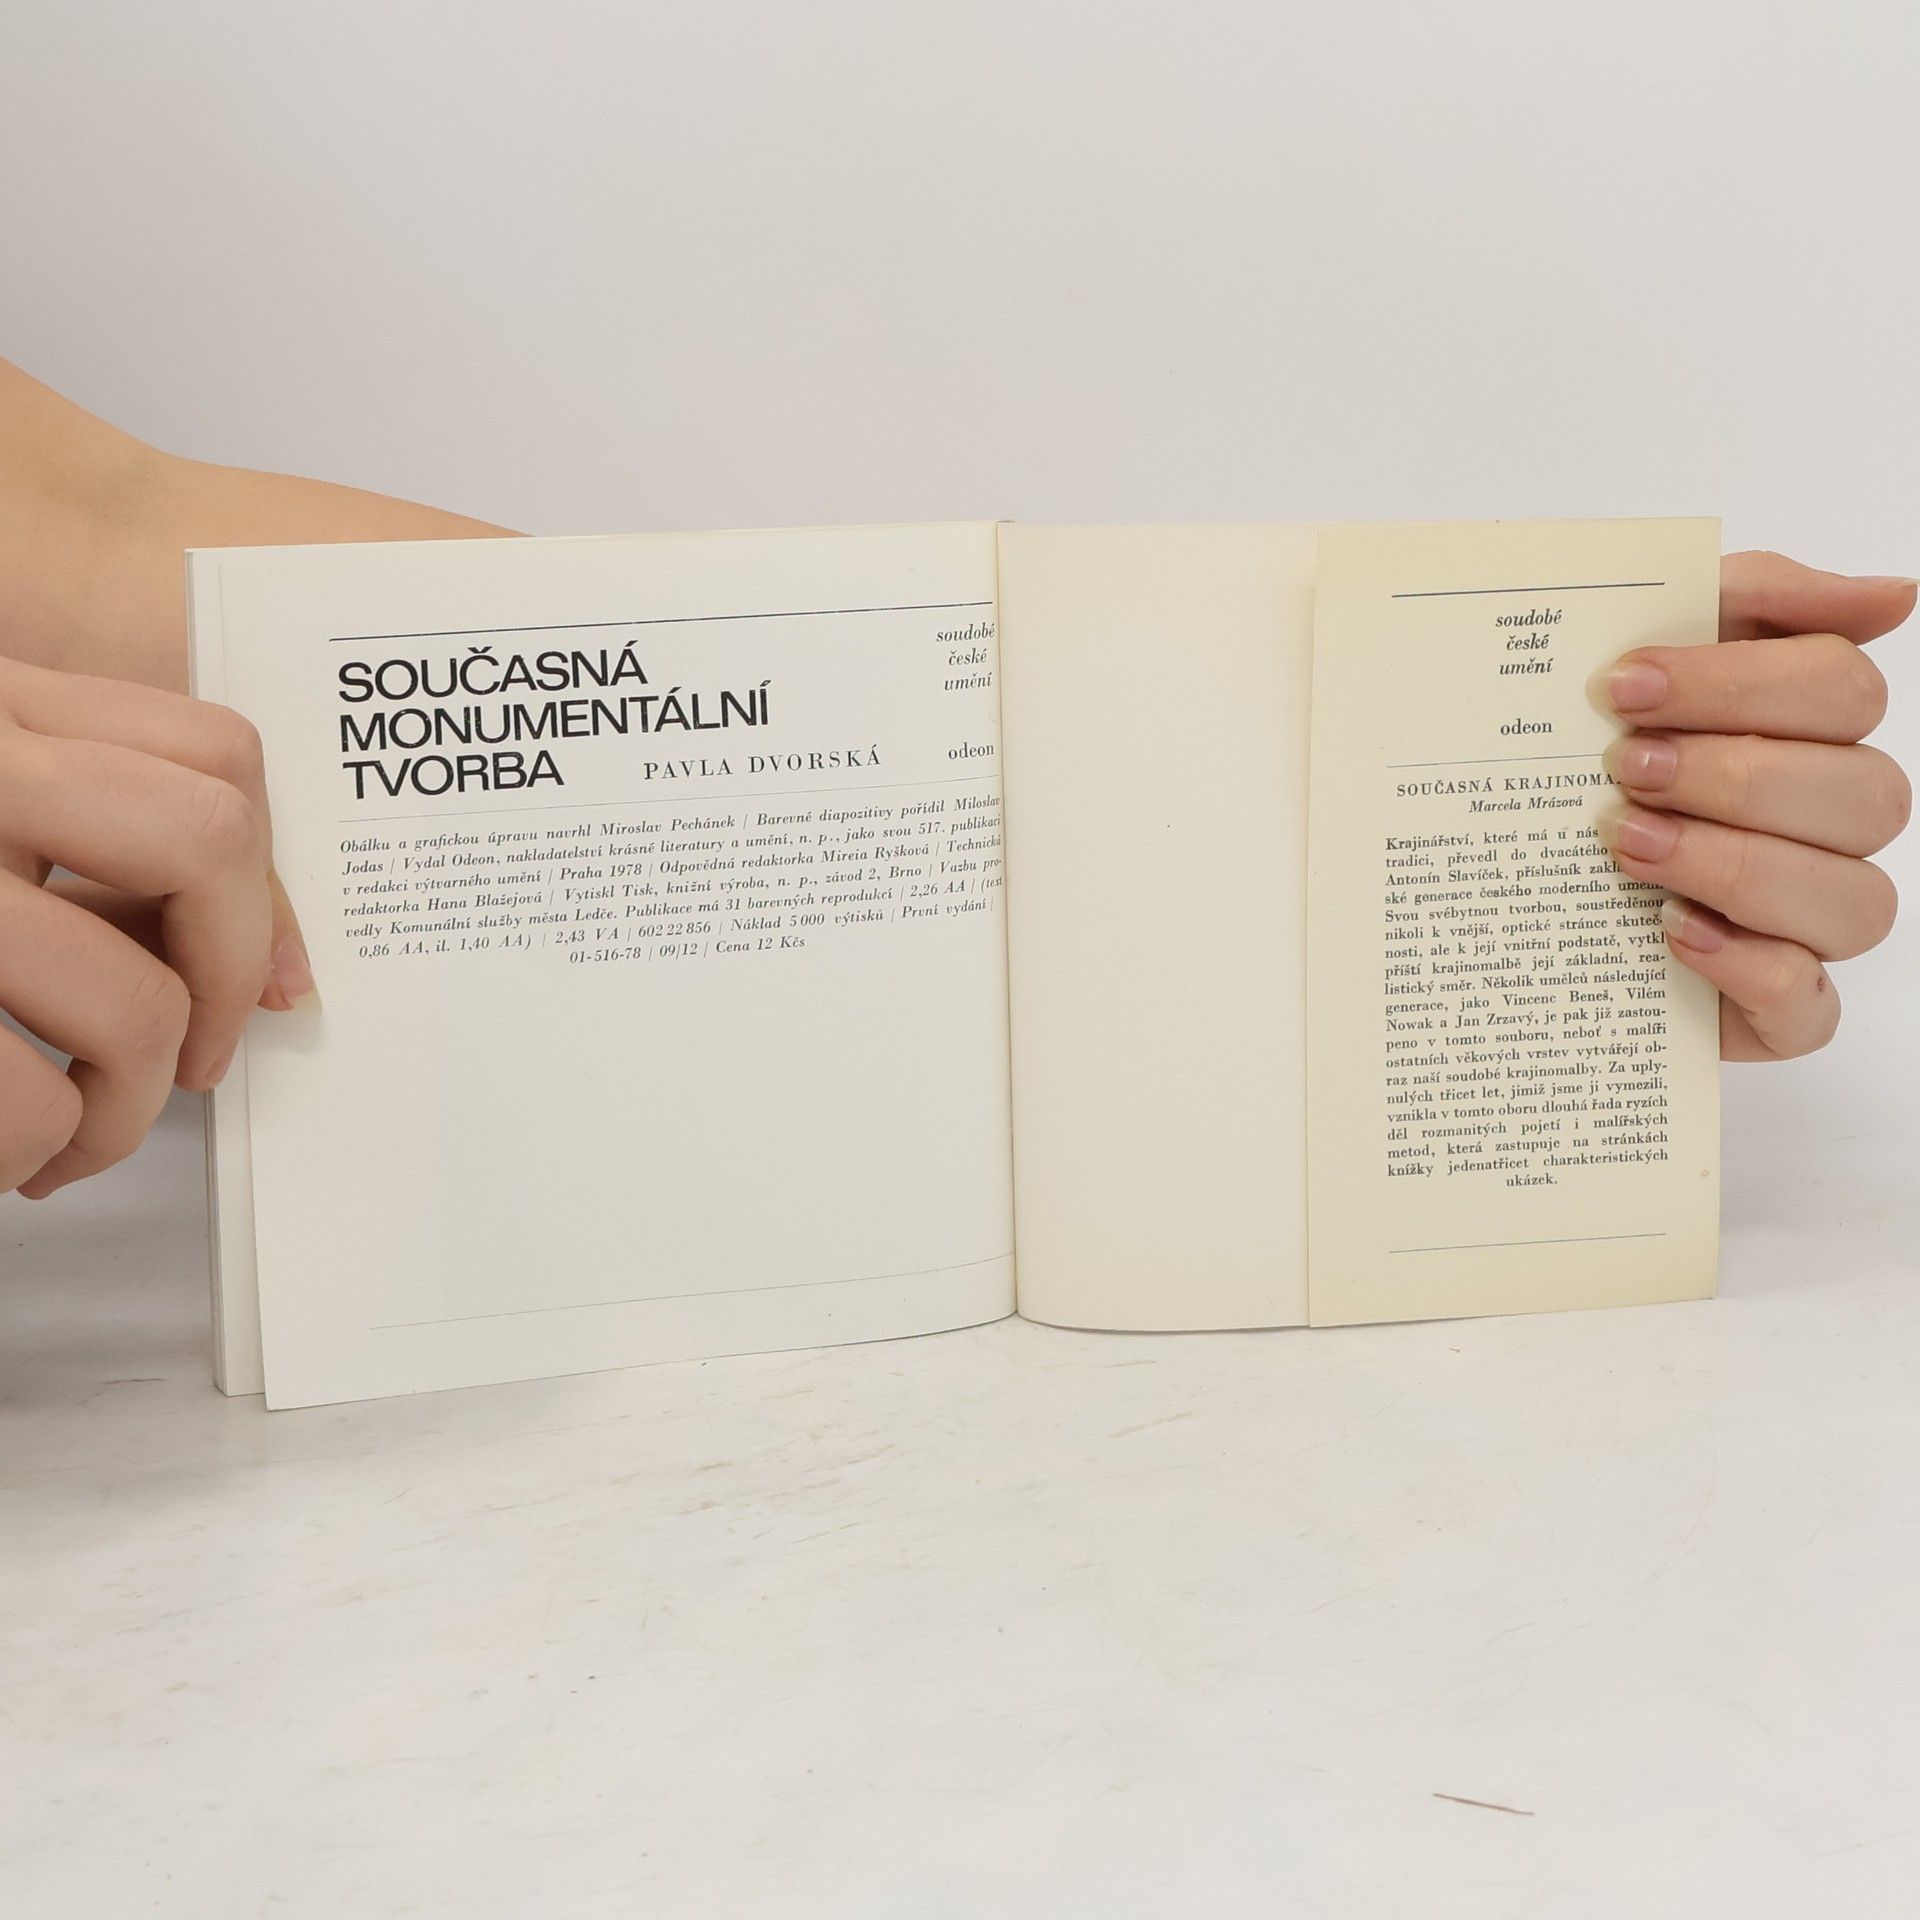 SOUČASNÁ
MONUMENTÁLNÍ
TVORBA
PAVLA DVORSKÁ
soudobé
české
umění
odeon
Obálku a grafickou úpravu navrhl Miroslav Pechánek | Barevné diapozitivy pořídil Miloslav
Jodas | Vydal Odeon, nakladatelství krásné literatury a umění, n. p., jako svou 517. publikaci
v redakci výtvarného umění | Praha 1978 | Odpovědná redaktorka Mireia Ryšková | Technická
redaktorka Hana Blažejová | Vytiskl Tisk, knižní výroba, n. p., závod 2, Brno | Vazbu pro-
vedly Komunální služby města Ledče. Publikace má 31 barevných reprodukcí | 2,26 AA | (text
0,86 AA, il. 1,40 AA) | 2,43 VA | 602 22 856 | Náklad 5 000 výtisků | První vydání |
01-516-78 | 09/12 | Cena 12 Kčs
soudobé
české
umění
odeon
SOUČASNÁ
Marcela Mrázová
Krajinářství, které má u nás
tradici, převedl do dvacátého
Antonín Slavíček, příslušník
ské generace českého moderního umění.
Svou svébytnou tvorbou, soustředěnou
nikoli k vnější, optické stránce skuteč-
nosti, ale k její vnitřní podstatě, vytkl
příští krajinomalbě její základní, rea-
listický směr. Několik umělců následující
generace, jako Vincenc Beneš, Vilém
Nowak a Jan Zrzavý, je pak již zastou-
peno v tomto souboru, neboť s malíři
ostatních věkových vrstev vytvářejí ob-
raz naší soudobé krajinomalby. Za uply-
nulých třicet let, jimiž jsme ji vymezili,
vznikla v tomto oboru dlouhá řada ryzích
děl rozmanitých pojetí i malířských
metod, která zastupuje na stránkách
knížky jedenatřicet charakteristických
ukázek.